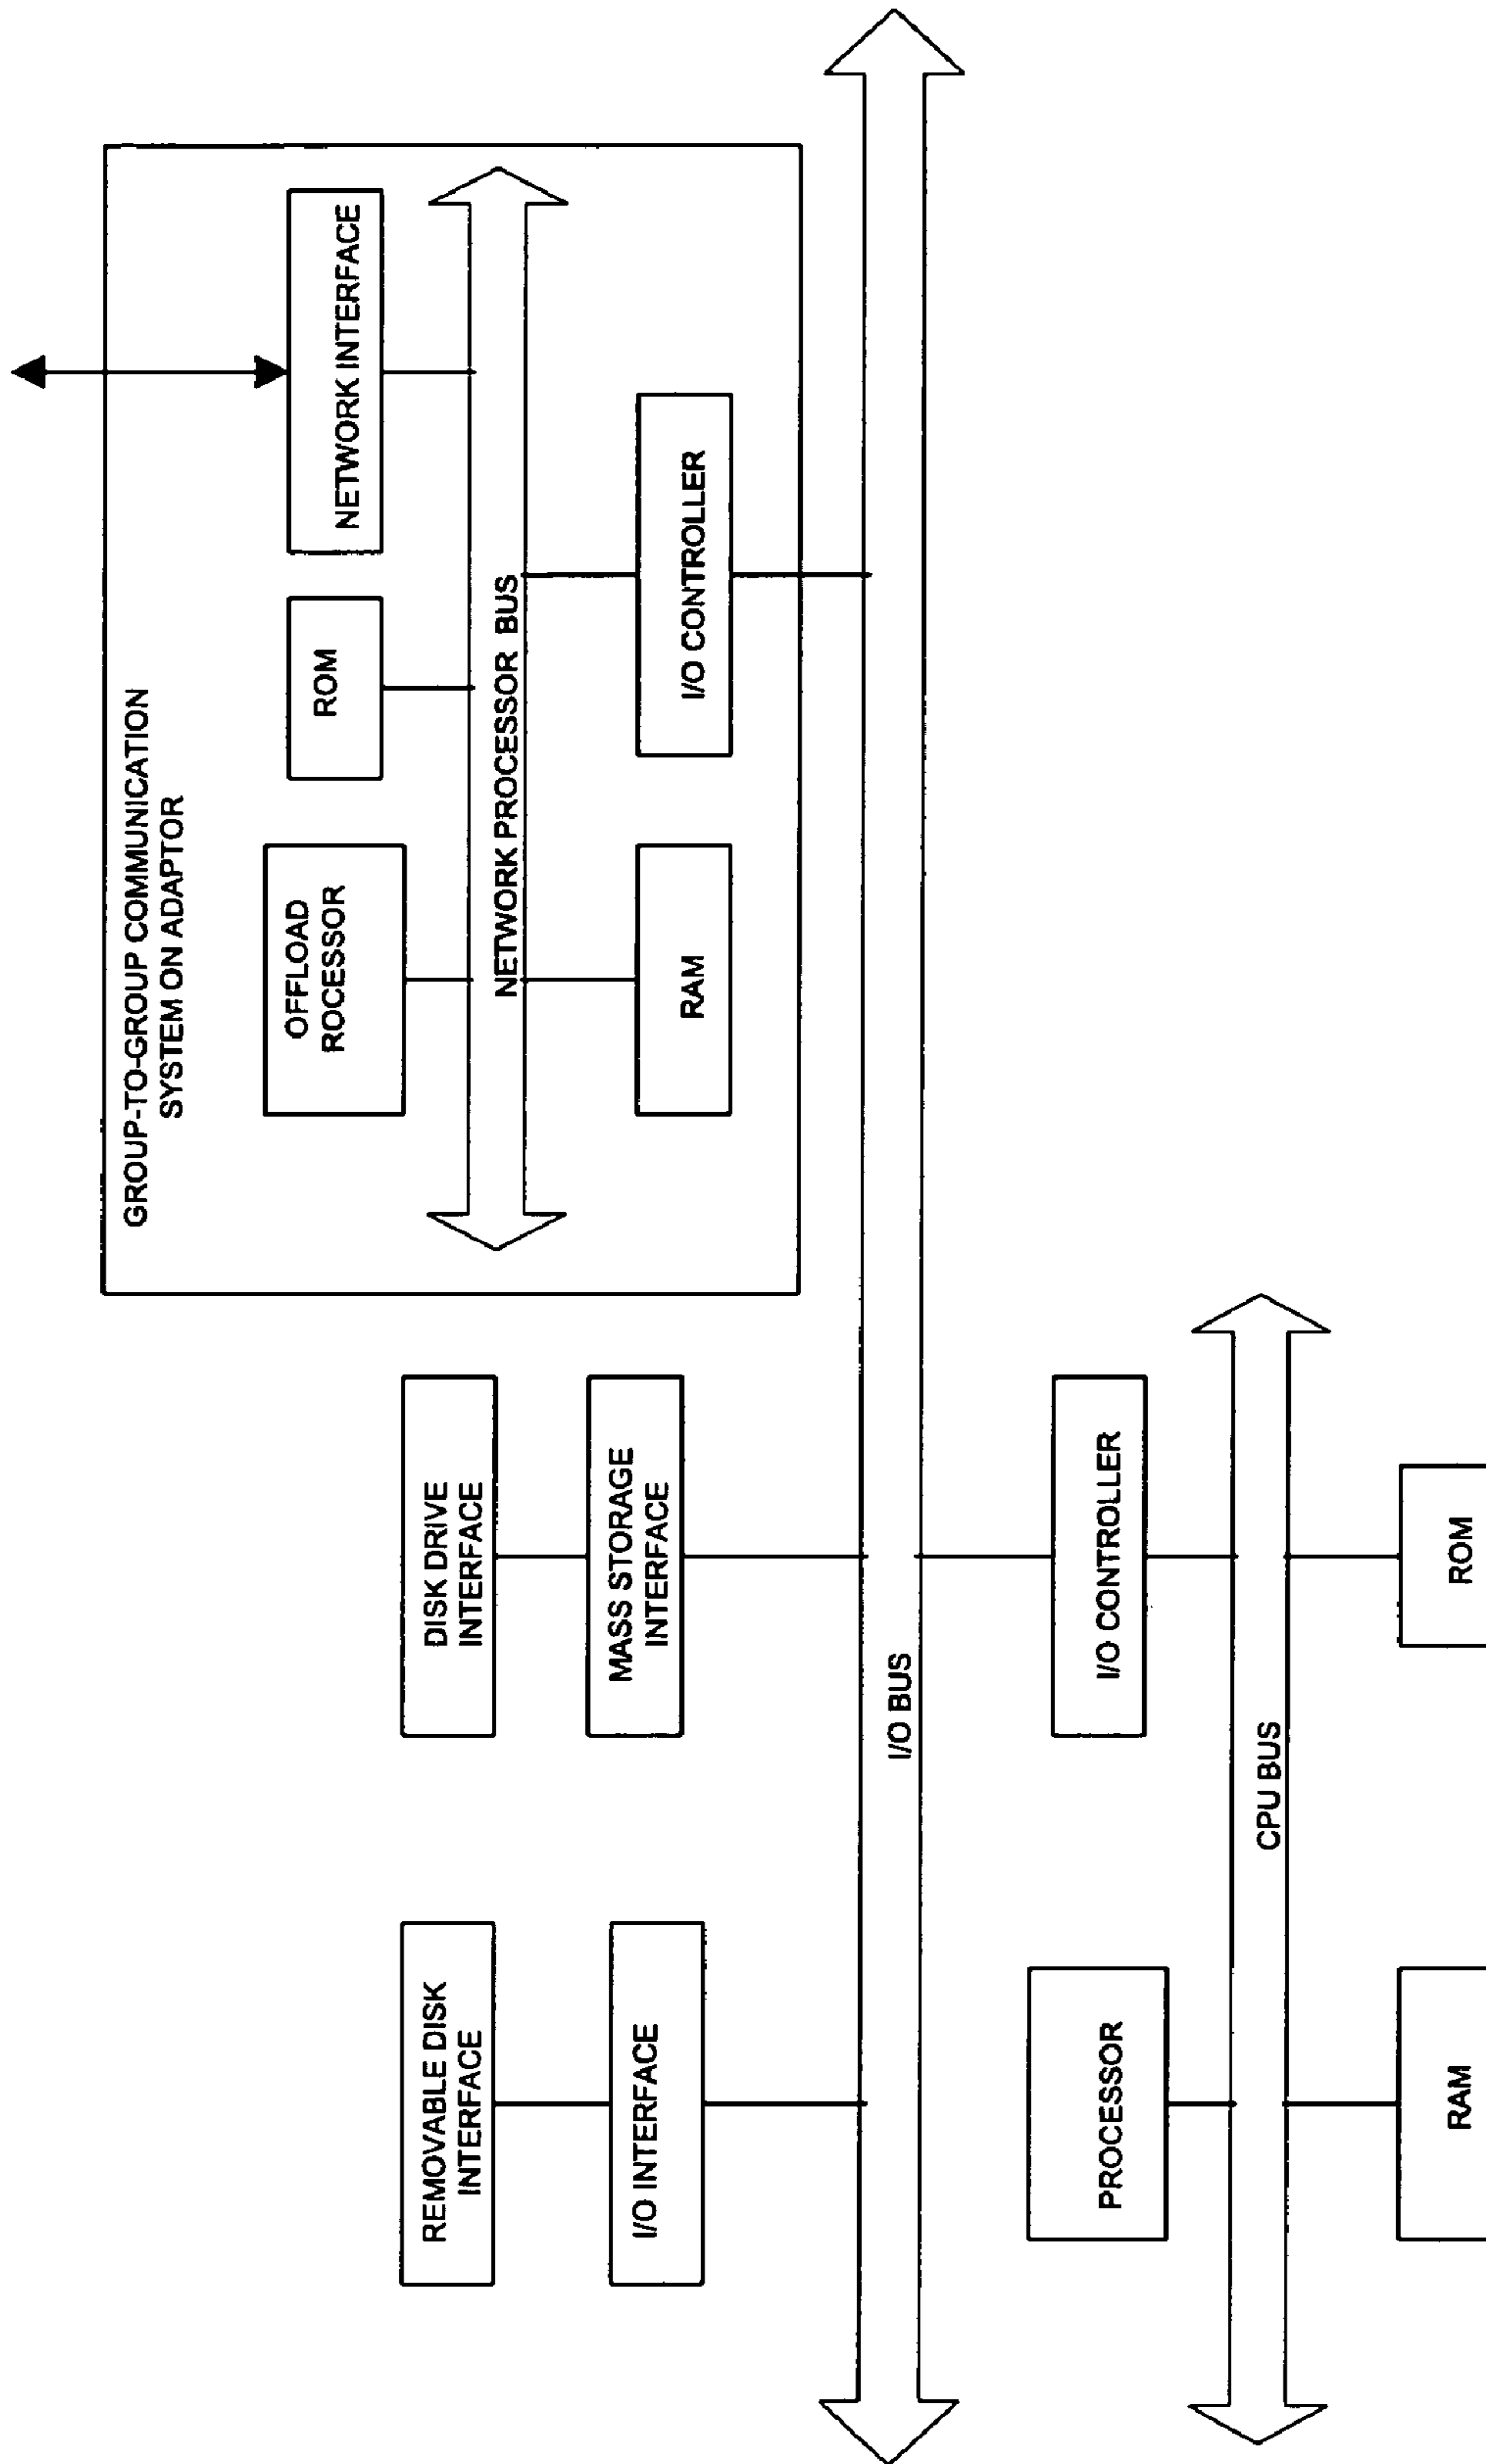 GROUP-TO-GROUP COMMUNICATION
SYSTEM ON ADAPTOR
OFFLOAD
ROCESSOR
ROM
NETWORK INTERFACE
NETWORK PROCESSOR BUS
RAM
I/O CONTROLLER
REMOVABLE DISK
INTERFACE
DISK DRIVE
INTERFACE
I/O INTERFACE
MASS STORAGE
INTERFACE
I/O BUS
PROCESSOR
I/O CONTROLLER
CPU BUS
RAM
ROM